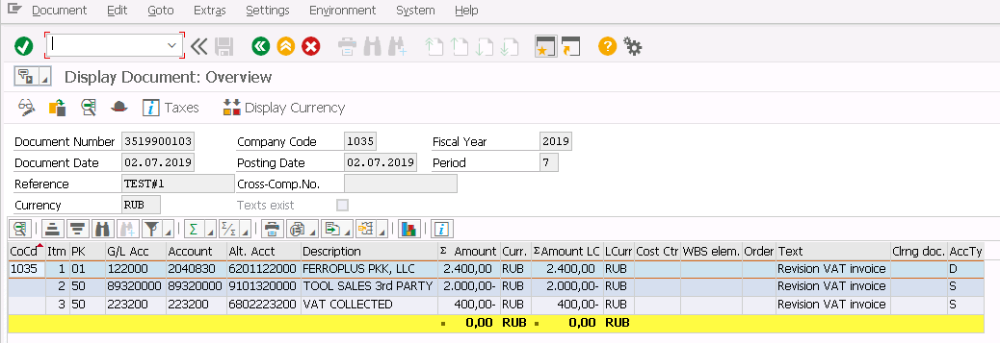 Document Edit Goto Extras Settings Environment System Help
Display Document: Overview
Taxes Display Currency
Document Number 3519900103 Company Code 1035 Fiscal Year 2019
Document Date 02.07.2019 Posting Date 02.07.2019 Period 7
Reference TEST#1 Cross-Comp.No.
Currency RUB Texts exist
CoCd Itm PK G/L Acc Account Alt. Acct Description Σ Amount Curr. Σ Amount LC LCurr Cost Ctr WBS elem. Order Text Clrng doc. AccTy
1035 1 01 122000 2040830 6201122000 FERROPLUS PKK, LLC 2.400,00 RUB 2.400,00 RUB Revision VAT invoice D
2 50 89320000 89320000 9101320000 TOOL SALES 3rd PARTY 2.000,00- RUB 2.000,00- RUB Revision VAT invoice S
3 50 223200 223200 6802223200 VAT COLLECTED 400,00- RUB 400,00- RUB Revision VAT invoice S
0,00 RUB 0,00 RUB